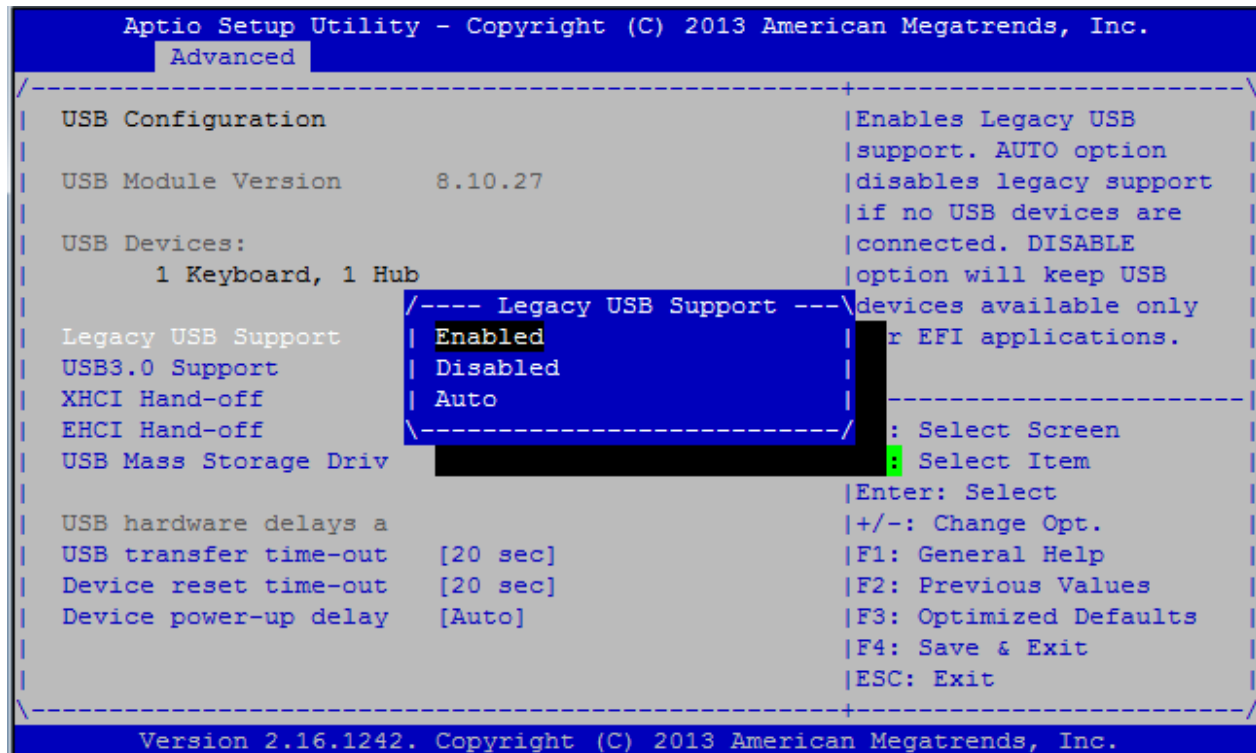 Aptio Setup Utility - Copyright (C) 2013 American Megatrends, Inc.
Advanced
/----------------------------------------------------+--------------------------\
USB Configuration
USB Module Version 8.10.27
USB Devices:
1 Keyboard, 1 Hub
Legacy USB Support
USB3.0 Support
XHCI Hand-off
EHCI Hand-off
USB Mass Storage Driv
USB hardware delays a
USB transfer time-out [20 sec]
Device reset time-out [20 sec]
Device power-up delay [Auto]
/---- Legacy USB Support ---\
Enabled
Disabled
Auto
\---------------------------/
Enables Legacy USB
support. AUTO option
disables legacy support
if no USB devices are
connected. DISABLE
option will keep USB
devices available only
r EFI applications.
: Select Screen
: Select Item
Enter: Select
+/-: Change Opt.
F1: General Help
F2: Previous Values
F3: Optimized Defaults
F4: Save & Exit
ESC: Exit
\----------------------------------------------------+--------------------------/
Version 2.16.1242. Copyright (C) 2013 American Megatrends, Inc.